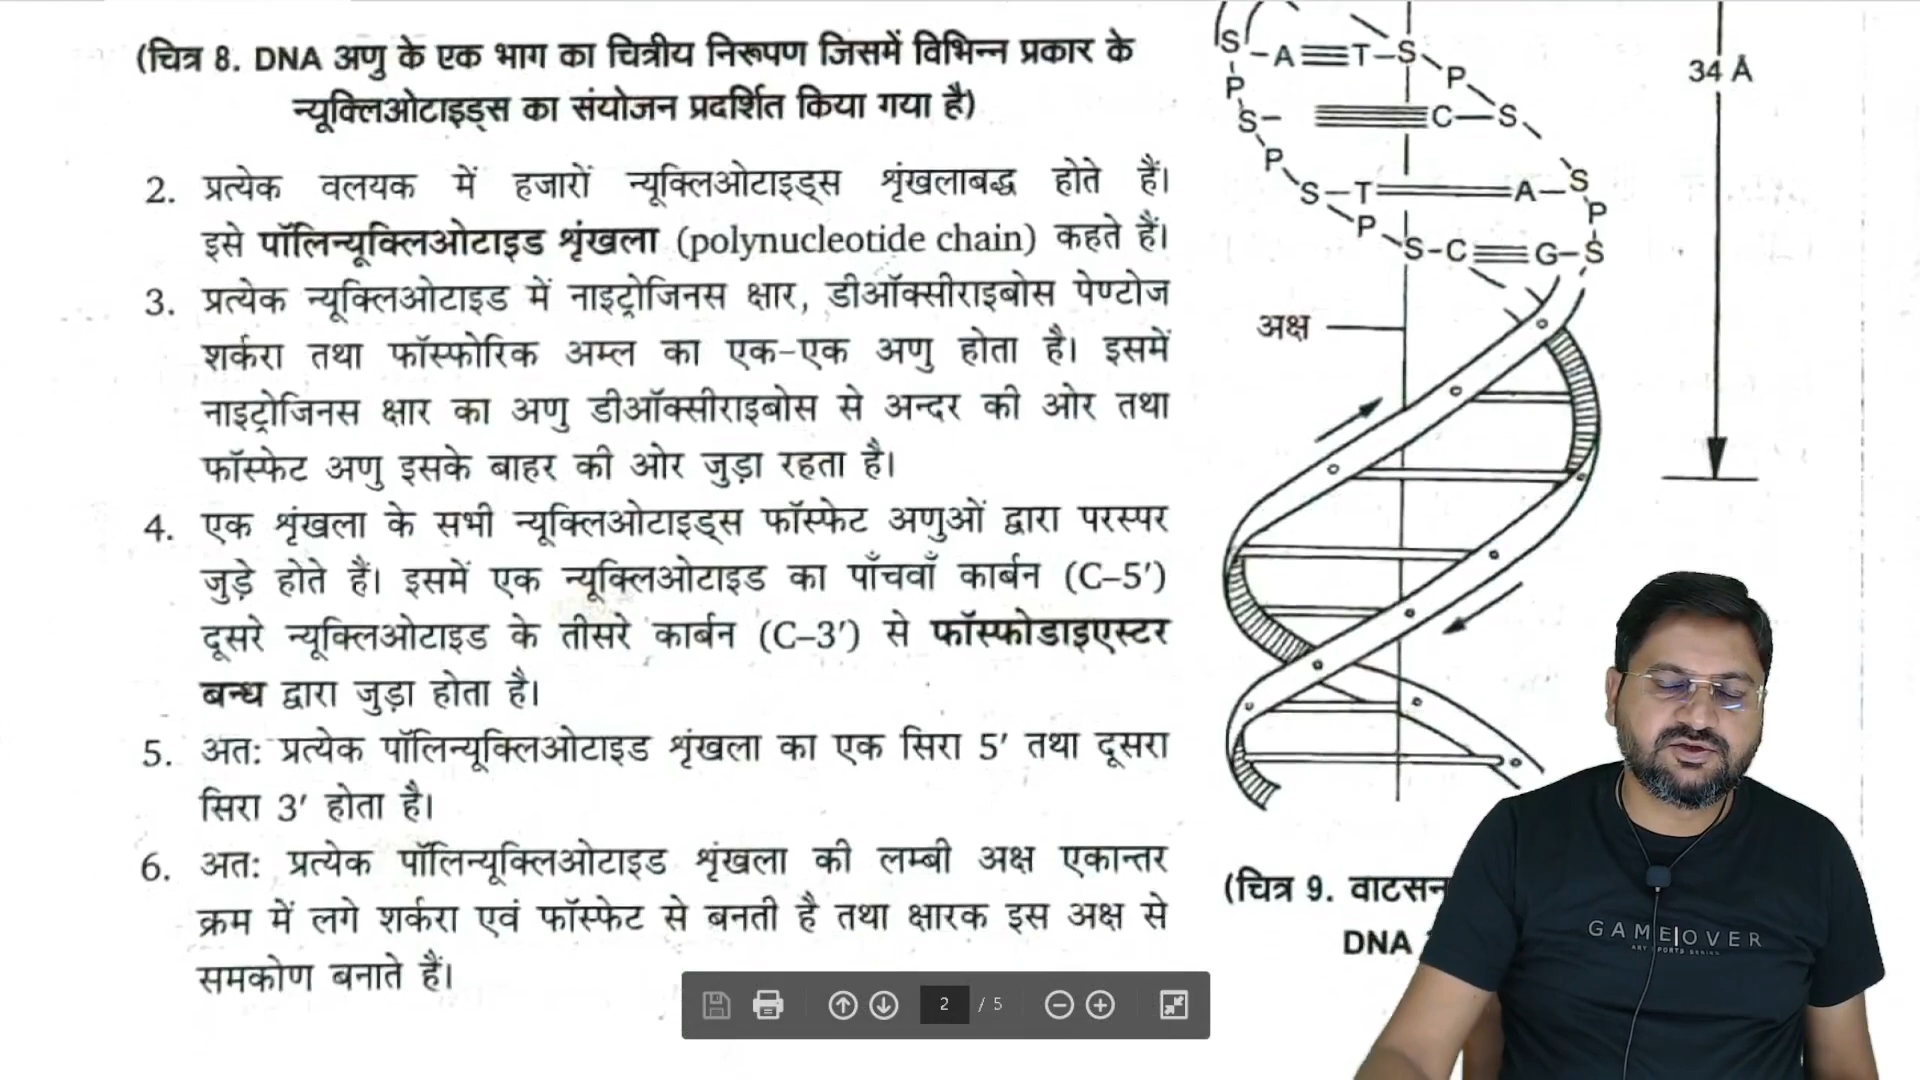 (चित्र 8. DNA अणु के एक भाग का चित्रीय निरूपण जिसमें विभिन्न प्रकार के
न्यूक्लिओटाइड्स का संयोजन प्रदर्शित किया गया है)
2. प्रत्येक वलयक में हजारों न्यूक्लिओटाइड्स शृंखलाबद्ध होते हैं।
इसे पॉलिन्यूक्लिओटाइड शृंखला (polynucleotide chain) कहते हैं।
3. प्रत्येक न्यूक्लिओटाइड में नाइट्रोजिनस क्षार, डीऑक्सीराइबोस पेण्टोज
शर्करा तथा फॉस्फोरिक अम्ल का एक-एक अणु होता है। इसमें
नाइट्रोजिनस क्षार का अणु डीऑक्सीराइबोस से अन्दर की ओर तथा
फॉस्फेट अणु इसके बाहर की ओर जुड़ा रहता है।
4. एक शृंखला के सभी न्यूक्लिओटाइड्स फॉस्फेट अणुओं द्वारा परस्पर
जुड़े होते हैं। इसमें एक न्यूक्लिओटाइड का पाँचवाँ कार्बन (C–5′)
दूसरे न्यूक्लिओटाइड के तीसरे कार्बन (C–3′) से फॉस्फोडाइएस्टर
बन्ध द्वारा जुड़ा होता है।
5. अत: प्रत्येक पॉलिन्यूक्लिओटाइड शृंखला का एक सिरा 5′ तथा दूसरा
सिरा 3′ होता है।
6. अत: प्रत्येक पॉलिन्यूक्लिओटाइड शृंखला की लम्बी अक्ष एकान्तर
क्रम में लगे शर्करा एवं फॉस्फेट से बनती है तथा क्षारक इस अक्ष से
समकोण बनाते हैं।
S A T S
P P
S C S
P
S T A S
P P
S C G S
34 Å
अक्ष
(चित्र 9. वाटसन
DNA
GAME|OVER
2 / 5